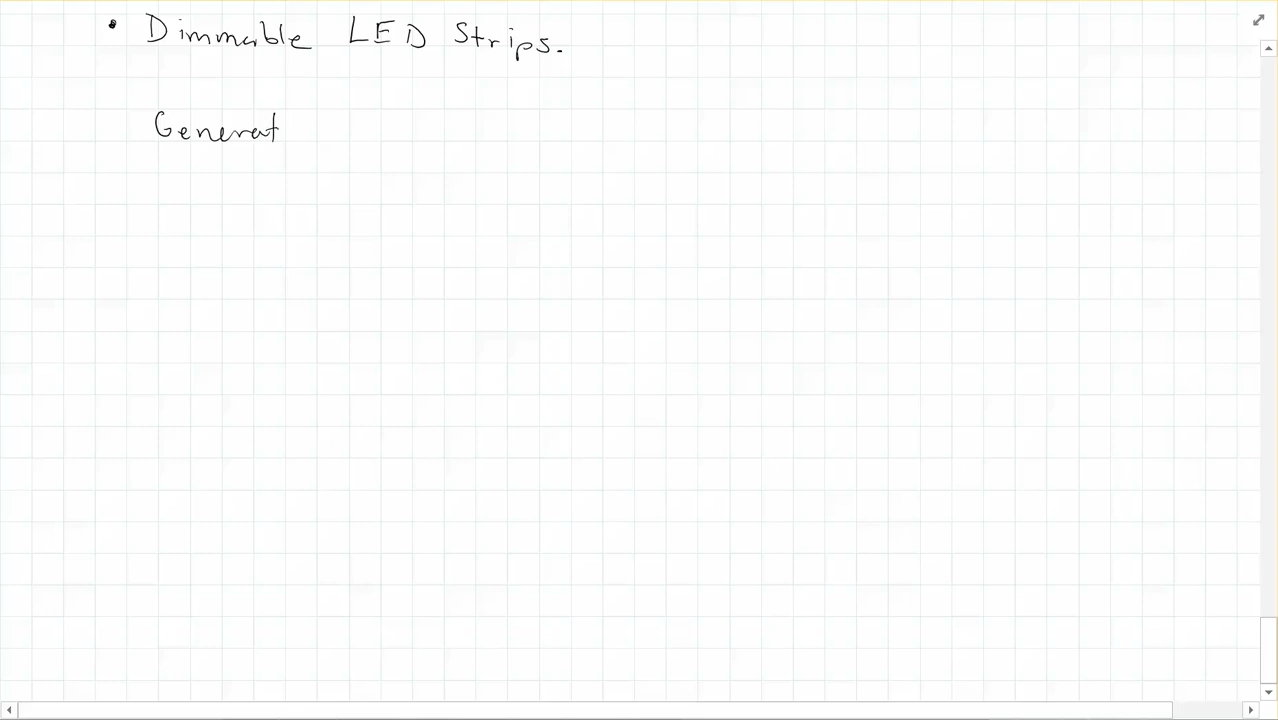 • Dimmable LED Strips.
Generat